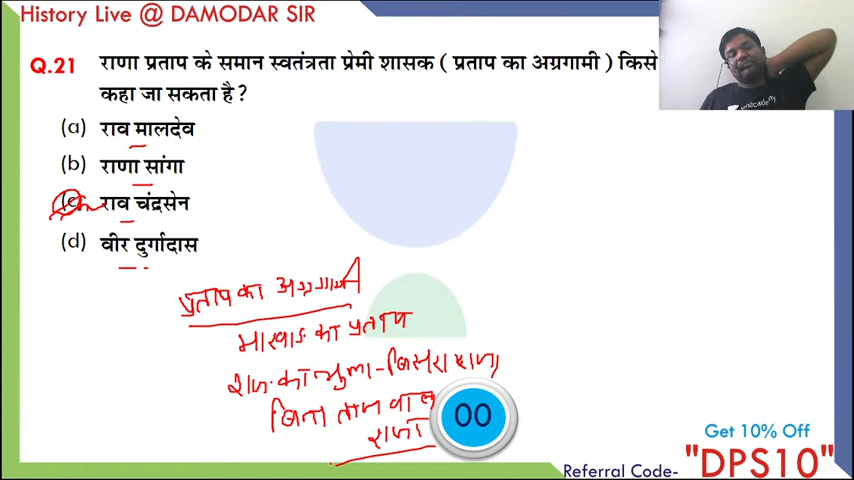 History Live @ DAMODAR SIR
Q.21 राणा प्रताप के समान स्वतंत्रता प्रेमी शासक ( प्रताप का अग्रगामी ) किसे
कहा जा सकता है ?
(a) राव मालदेव
(b) राणा सांगा
(c) राव चंद्रसेन
(d) वीर दुर्गादास
प्रताप का अग्रगामी
मारवाड़ का प्रताप
राज. का भूला-बिसरा राजा
बिना ताज वाला
राजा
00
unacademy
Get 10% Off
Referral Code- "DPS10"